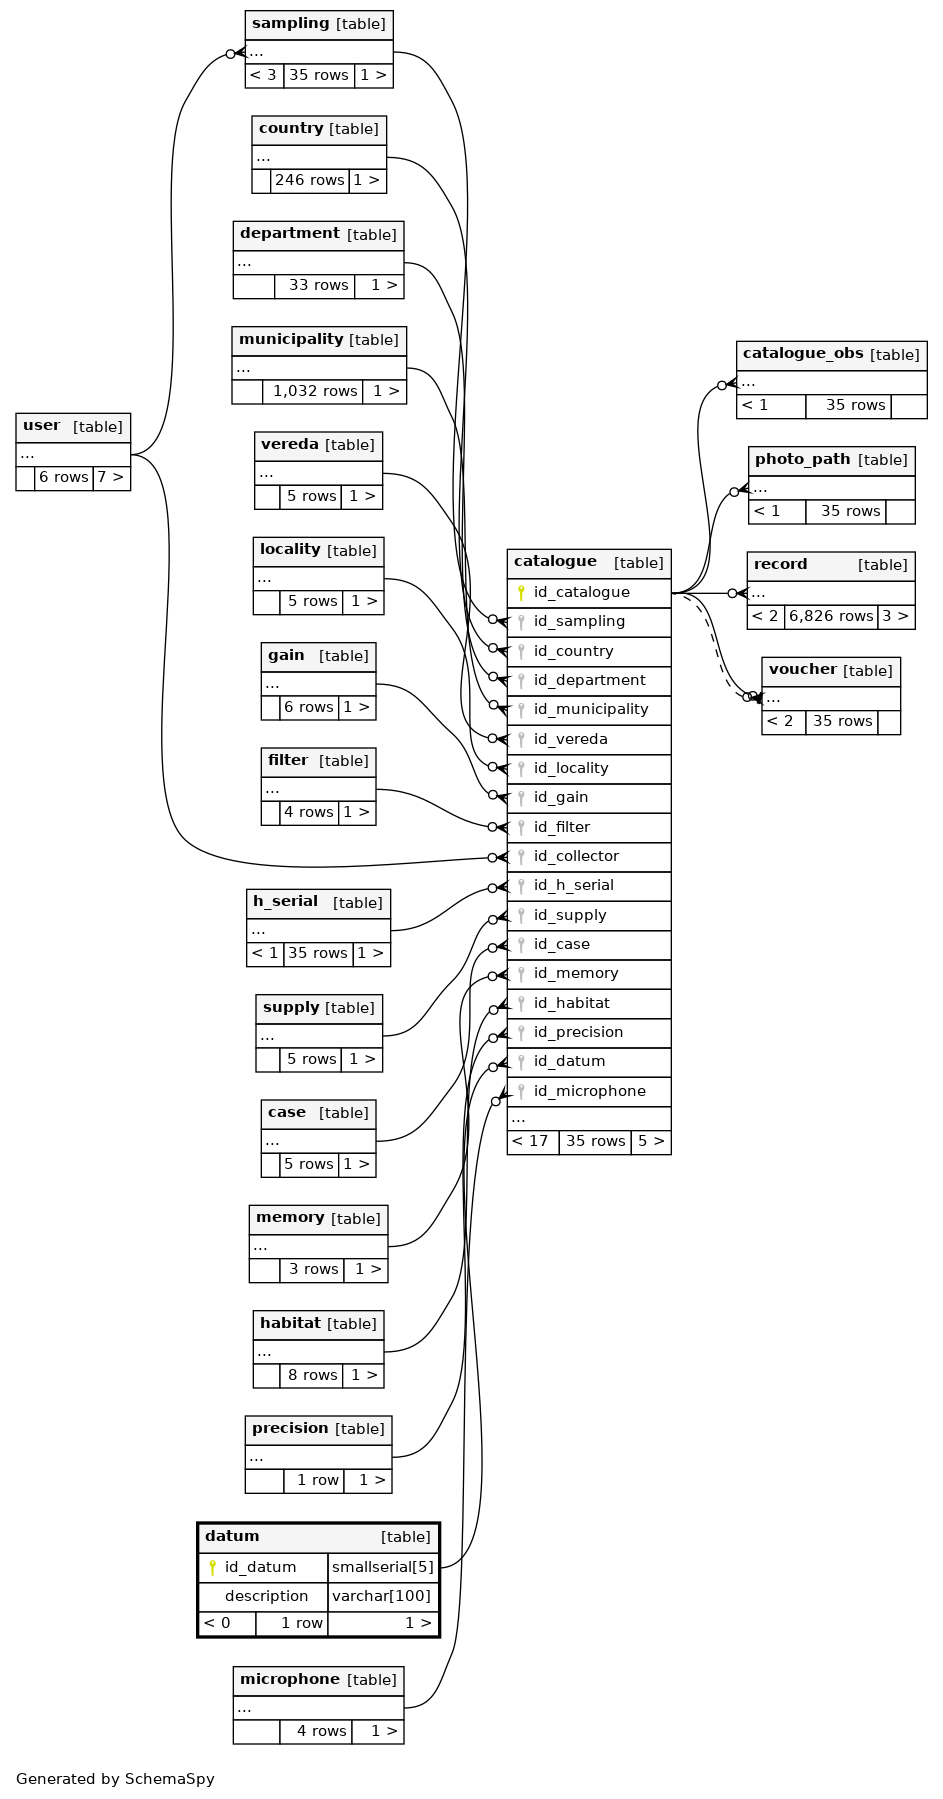 sampling [table]
...
< 3 35 rows 1 >
country [table]
...
246 rows 1 >
department [table]
...
33 rows 1 >
municipality [table]
...
1,032 rows 1 >
vereda [table]
...
5 rows 1 >
locality [table]
...
5 rows 1 >
gain [table]
...
6 rows 1 >
filter [table]
...
4 rows 1 >
user [table]
...
6 rows 7 >
h_serial [table]
...
< 1 35 rows 1 >
supply [table]
...
5 rows 1 >
case [table]
...
5 rows 1 >
memory [table]
...
3 rows 1 >
habitat [table]
...
8 rows 1 >
precision [table]
...
1 row 1 >
datum [table]
id_datum smallserial[5]
description varchar[100]
< 0 1 row 1 >
microphone [table]
...
4 rows 1 >
catalogue [table]
id_catalogue
id_sampling
id_country
id_department
id_municipality
id_vereda
id_locality
id_gain
id_filter
id_collector
id_h_serial
id_supply
id_case
id_memory
id_habitat
id_precision
id_datum
id_microphone
...
< 17 35 rows 5 >
catalogue_obs [table]
...
< 1 35 rows
photo_path [table]
...
< 1 35 rows
record [table]
...
< 2 6,826 rows 3 >
voucher [table]
...
< 2 35 rows
Generated by SchemaSpy